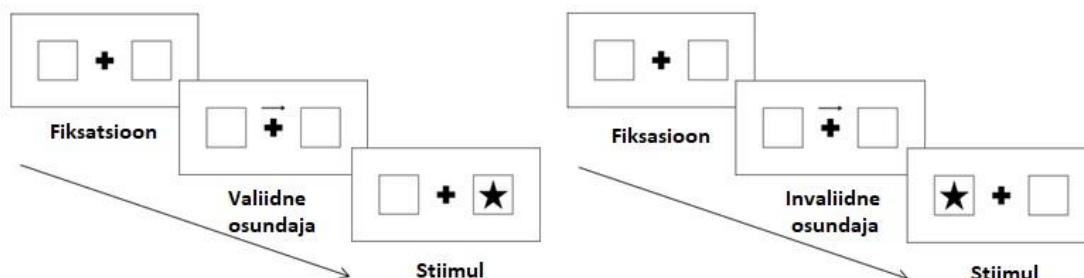 Fiksatsioon
Valiidne
osundaja
Stiimul
Fiksasioon
Invaliidne
osundaja
Stiimul